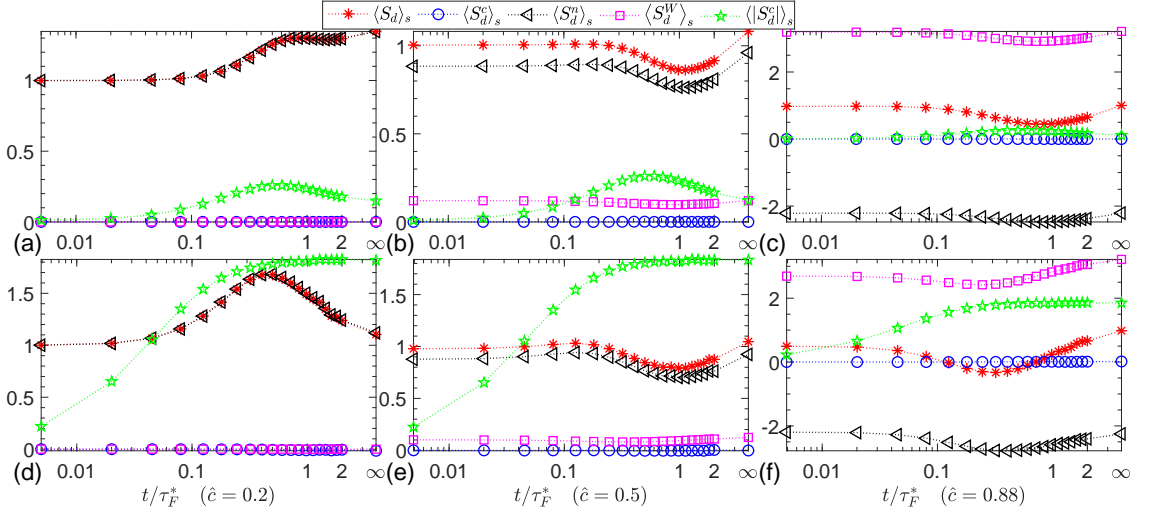 ⟨S_d⟩_s ⟨S_d^c⟩_s ⟨S_d^n⟩_s ⟨S_d^W⟩_s ⟨|S_d^c|⟩_s
1 0.5 0
1 0.5 0
2 0 -2
(a) 0.01 0.1 1 2 ∞
(b) 0.01 0.1 1 2 ∞
(c) 0.01 0.1 1 2 ∞
1.5 1 0.5 0
1.5 1 0.5 0
2 0 -2
(d) 0.01 0.1 1 2 ∞
(e) 0.01 0.1 1 2 ∞
(f) 0.01 0.1 1 2 ∞
t/τ_F^* (ĉ = 0.2)
t/τ_F^* (ĉ = 0.5)
t/τ_F^* (ĉ = 0.88)